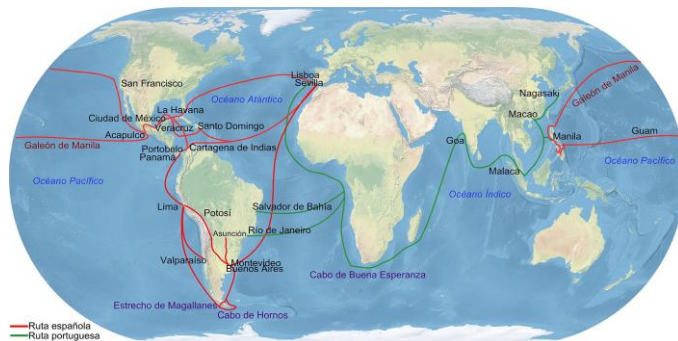 Lisboa
Sevilla
San Francisco
Océano Atlántico
Nagasaki
Galeón de Manila
La Havana
Ciudad de México
Macao
Veracruz
Santo Domingo
Acapulco
Manila
Guam
Goa
Galeón de Manila
Portobelo
Cartagena de Indias
Panamá
Océano Pacífico
Malaca
Océano Pacífico
Océano Índico
Lima
Potosí
Salvador de Bahía
Asunción
Río de Janeiro
Valparaíso
Montevideo
Buenos Aires
Cabo de Buena Esperanza
Estrecho de Magallanes
Cabo de Hornos
Ruta española
Ruta portuguesa